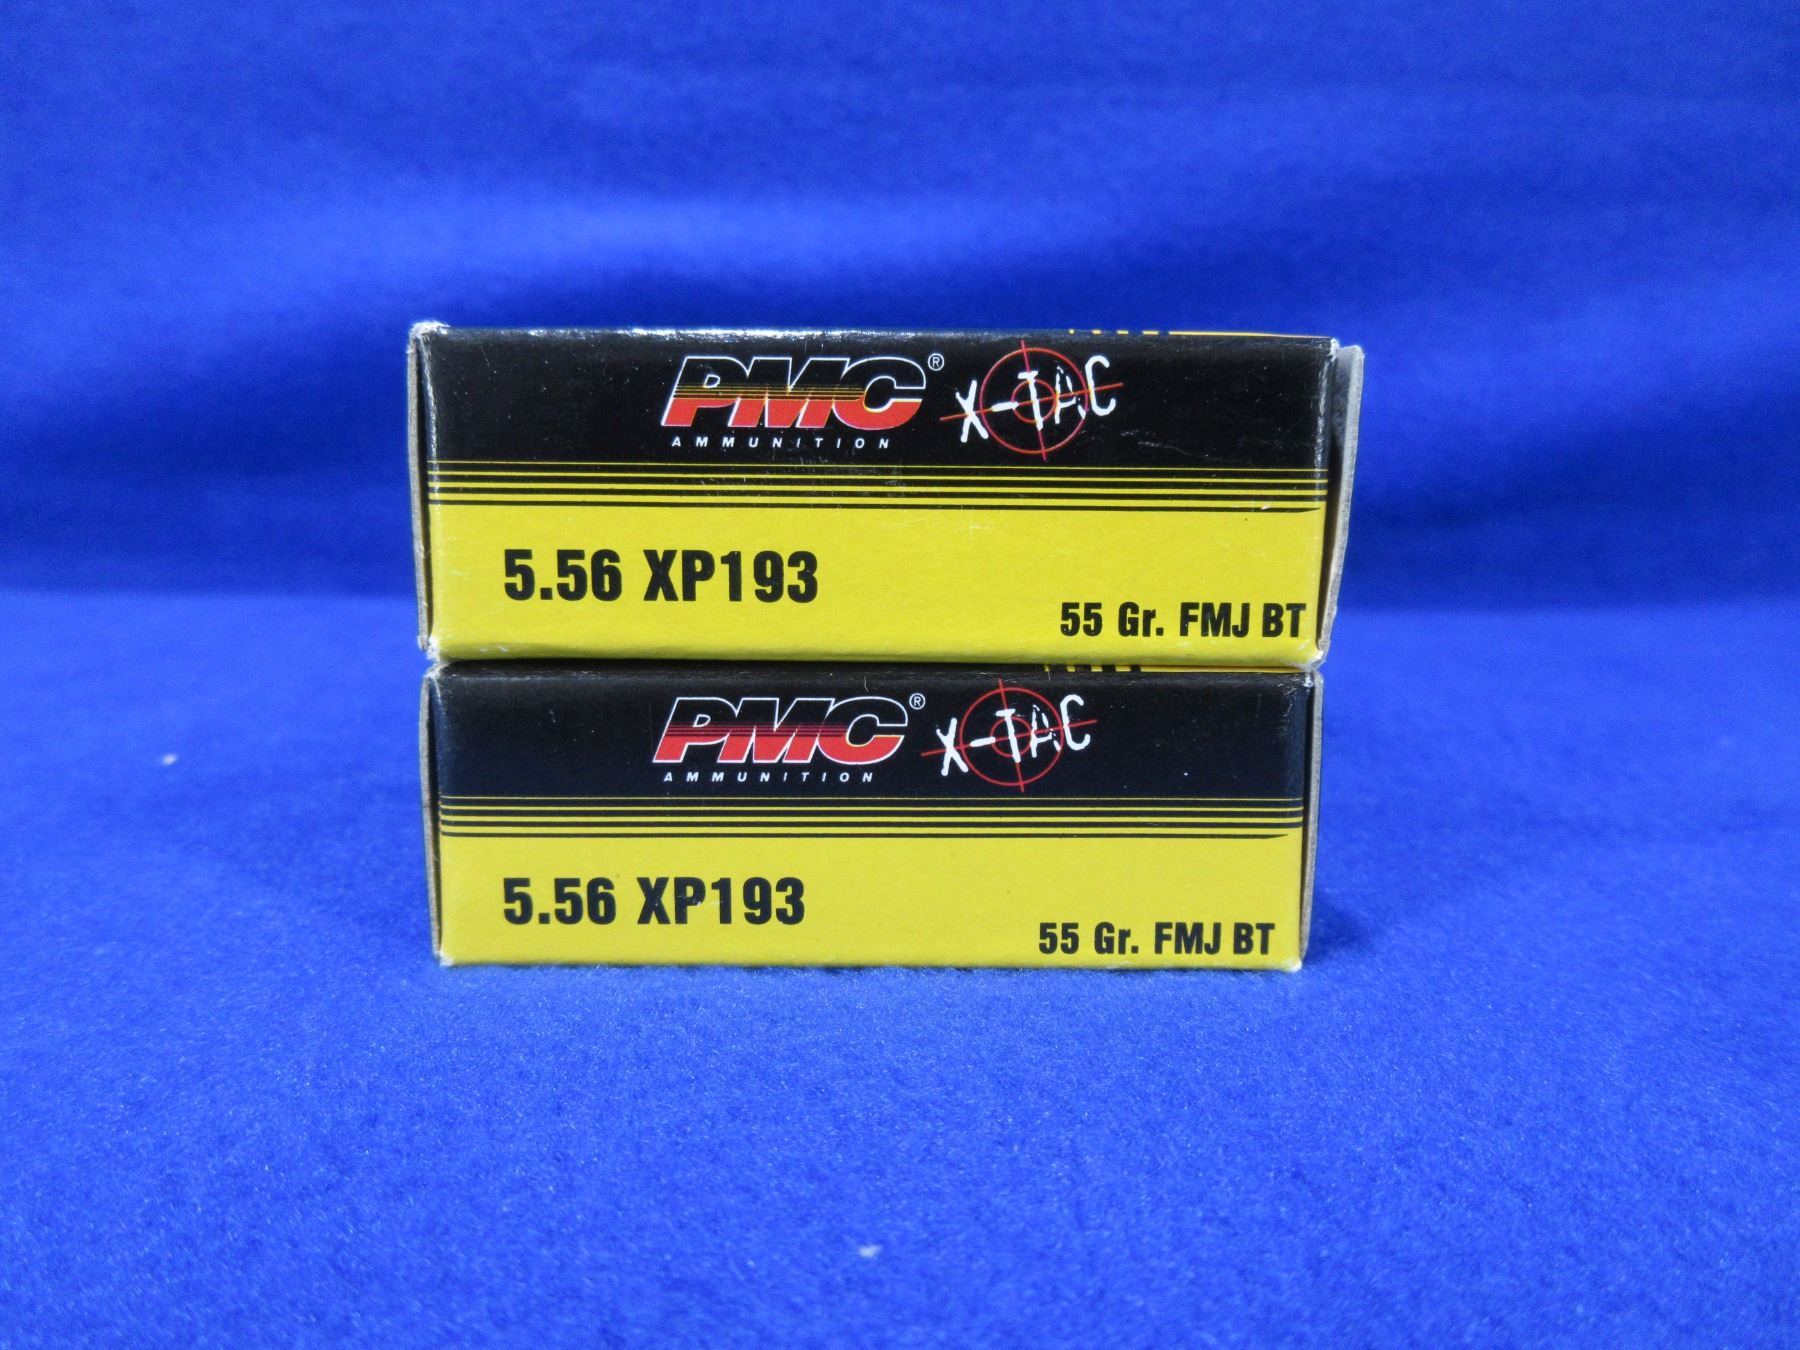 PMC® X-TAC
AMMUNITION
5.56 XP193
55 Gr. FMJ BT
PMC® X-TAC
AMMUNITION
5.56 XP193
55 Gr. FMJ BT